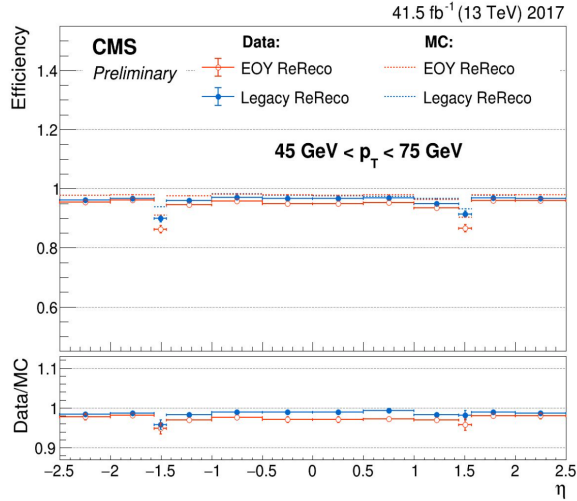 41.5 fb⁻¹ (13 TeV) 2017
Efficiency
CMS
Preliminary
Data: MC:
EOY ReReco EOY ReReco
Legacy ReReco Legacy ReReco
45 GeV < p_T < 75 GeV
1.4
1.2
1
0.8
0.6
Data/MC
1.1
1
0.9
−2.5 −2 −1.5 −1 −0.5 0 0.5 1 1.5 2 2.5
η